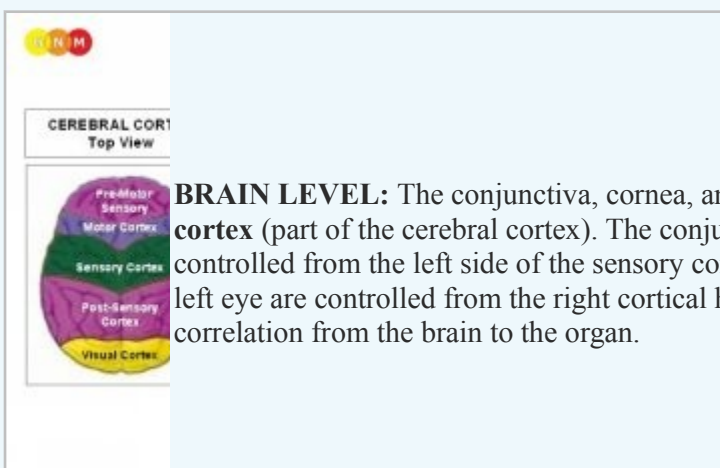 GNM
CEREBRAL CORT
Top View
Pre-Motor
Sensory
Motor Cortex
Sensory Cortex
Post-Sensory
Cortex
Visual Cortex
BRAIN LEVEL: The conjunctiva, cornea, a
cortex (part of the cerebral cortex). The conju
controlled from the left side of the sensory co
left eye are controlled from the right cortical
correlation from the brain to the organ.